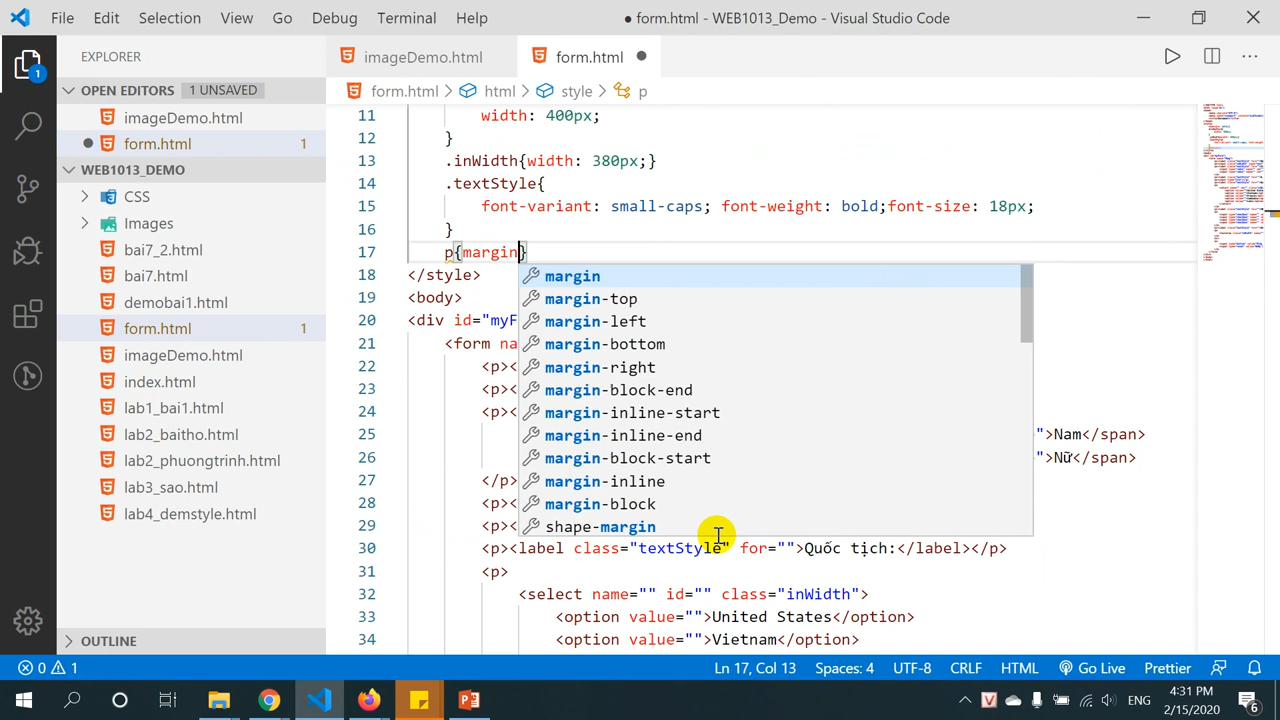 File Edit Selection View Go Debug Terminal Help ● form.html - WEB1013_Demo - Visual Studio Code
EXPLORER
OPEN EDITORS 1 UNSAVED
imageDemo.html
form.html 1
WEB1013_DEMO
CSS
Images
bai7_2.html
bai7.html
demobai1.html
form.html 1
imageDemo.html
index.html
lab1_bai1.html
lab2_baitho.html
lab2_phuongtrinh.html
lab3_sao.html
lab4_demstyle.html
OUTLINE
1
imageDemo.html form.html ●
form.html > html > style > p
11 width: 400px;
12 }
13 .inWidth{width: 380px;}
14 .textStyle{
15 font-variant: small-caps; font-weight: bold;font-size: 18px;
16 }
17 p{margin}
18 </style>
19 <body>
20 <div id="myF
21 <form na
22 <p><
23 <p><
24 <p><
25 ">Nam</span>
26 ">Nữ</span>
27 </p>
28 <p><
29 <p><
30 <p><label class="textStyle" for="">Quốc tịch:</label></p>
31 <p>
32 <select name="" id="" class="inWidth">
33 <option value="">United States</option>
34 <option value="">Vietnam</option>
margin
margin-top
margin-left
margin-bottom
margin-right
margin-block-end
margin-inline-start
margin-inline-end
margin-block-start
margin-inline
margin-block
shape-margin
0 1 Ln 17, Col 13 Spaces: 4 UTF-8 CRLF HTML Go Live Prettier
ENG 4:31 PM
2/15/2020
6